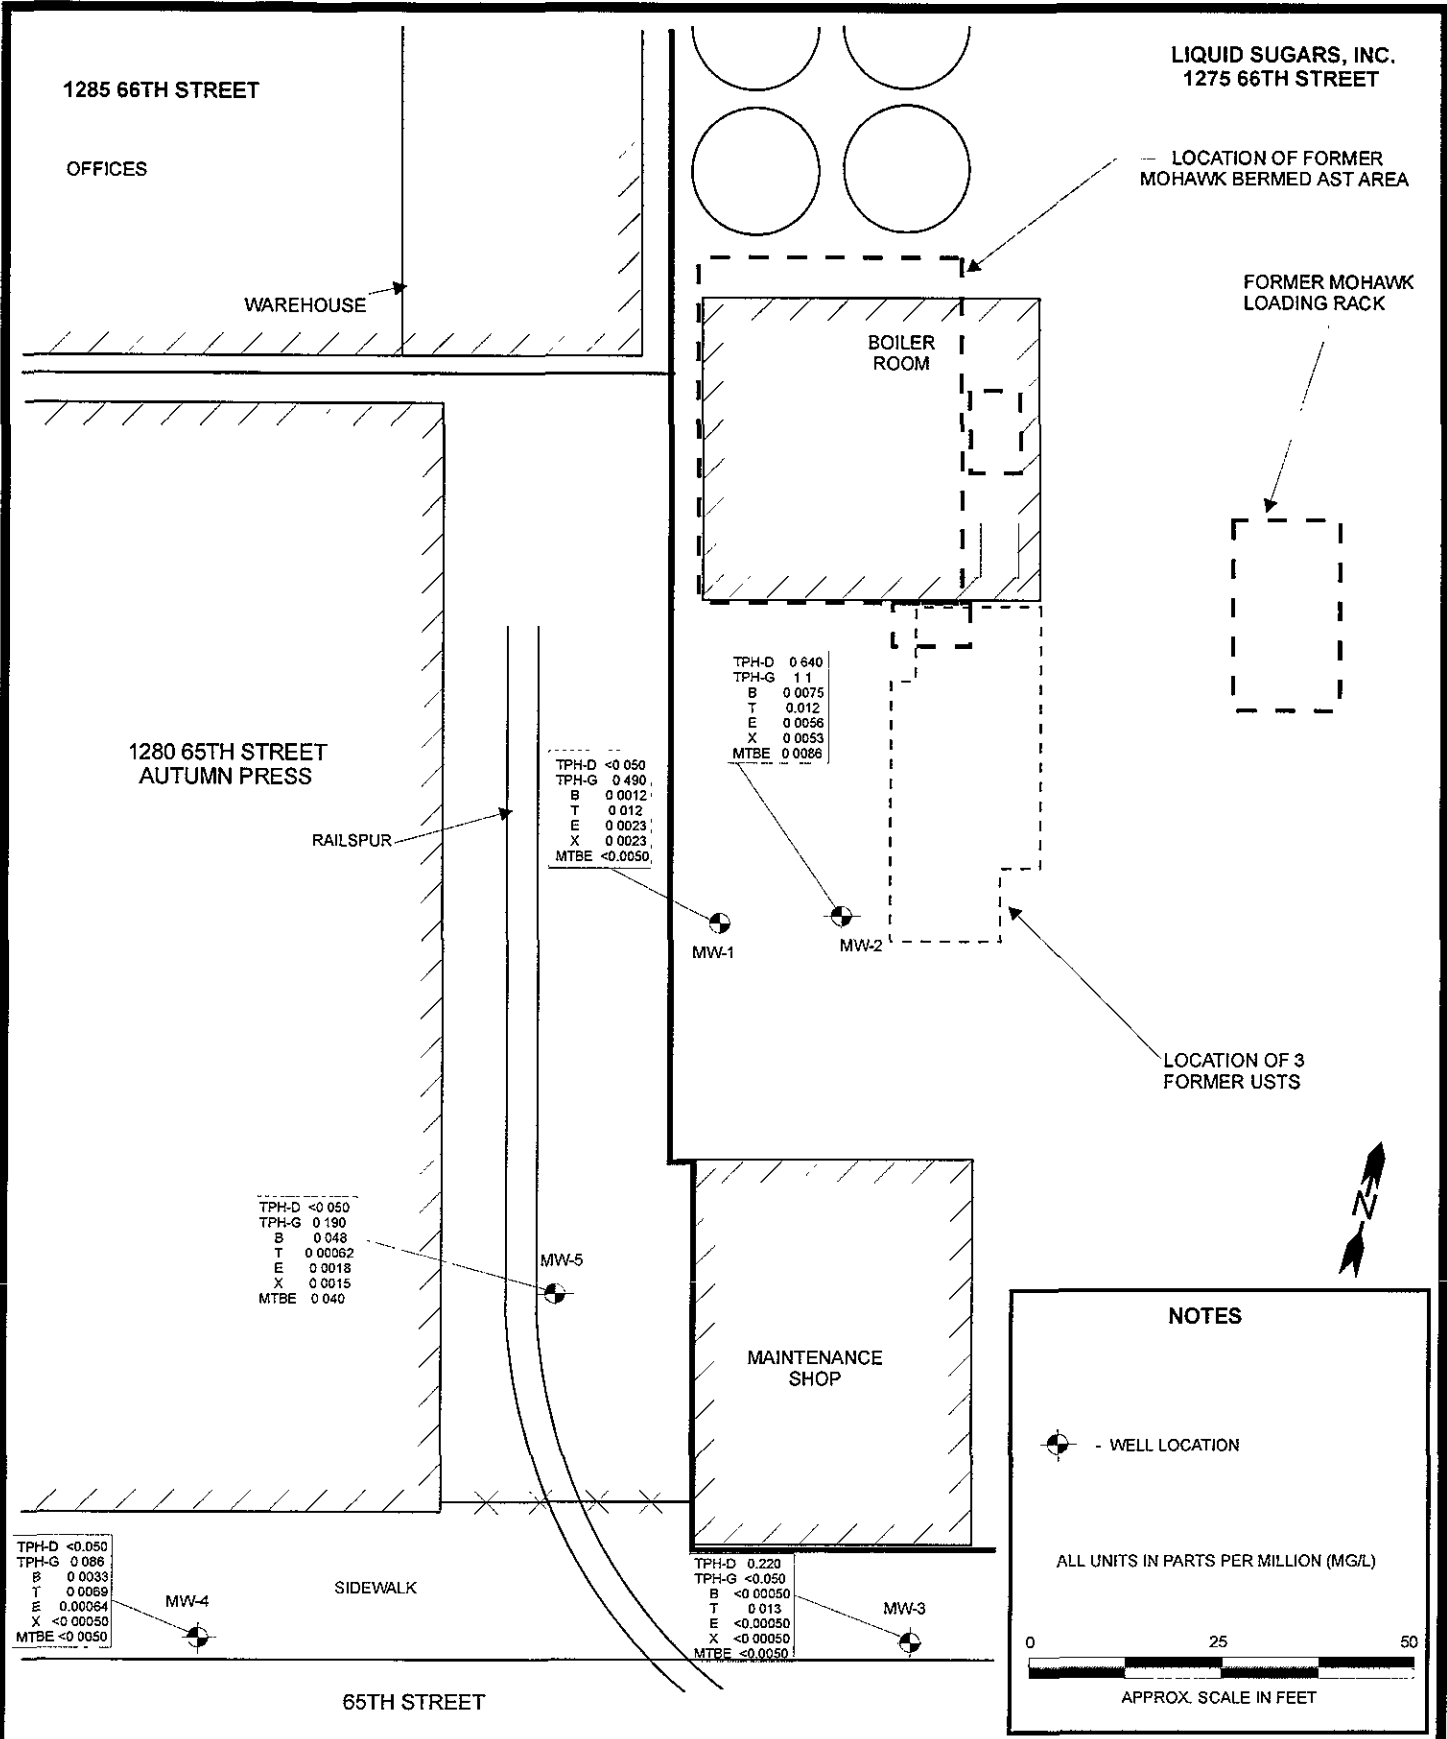 1285 66TH STREET
OFFICES
WAREHOUSE
LIQUID SUGARS, INC.
1275 66TH STREET
LOCATION OF FORMER
MOHAWK BERMED AST AREA
FORMER MOHAWK
LOADING RACK
BOILER
ROOM
TPH-D 0 640
TPH-G 1 1
B 0 0075
T 0.012
E 0 0056
X 0 0053
MTBE 0 0086
1280 65TH STREET
AUTUMN PRESS
RAILSPUR
TPH-D <0 050
TPH-G 0 490
B 0 0012
T 0 012
E 0 0023
X 0 0023
MTBE <0.0050
MW-1
MW-2
LOCATION OF 3
FORMER USTS
N
TPH-D <0 050
TPH-G 0 190
B 0 048
T 0 00062
E 0 0018
X 0 0015
MTBE 0 040
MW-5
MAINTENANCE
SHOP
NOTES
- WELL LOCATION
ALL UNITS IN PARTS PER MILLION (MG/L)
0 25 50
APPROX. SCALE IN FEET
TPH-D <0.050
TPH-G 0 086
B 0 0033
T 0 0069
E 0.00064
X <0 00050
MTBE <0 0050
MW-4
SIDEWALK
TPH-D 0.220
TPH-G <0.050
B <0 00050
T 0 013
E <0.00050
X <0 00050
MTBE <0.0050
MW-3
65TH STREET